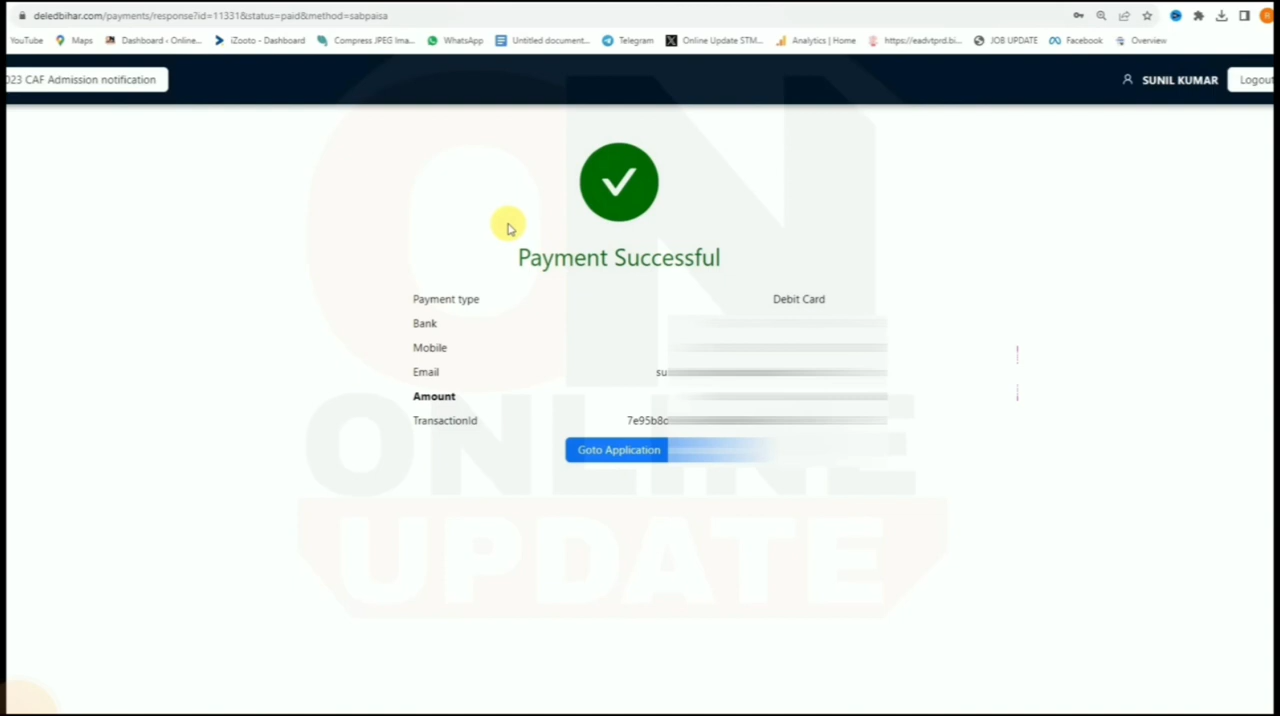 deledbihar.com/payments/response?id=11331&status=paid&method=sabpaisa
YouTube Maps Dashboard - Online... iZooto - Dashboard Compress JPEG Ima... WhatsApp Untitled document... Telegram Online Update STM... Analytics | Home https://eadvtprd.bi... JOB UPDATE Facebook Overview
023 CAF Admission notification
SUNIL KUMAR Logout
Payment Successful
Payment type Debit Card
Bank
Mobile
Email su
Amount
TransactionId 7e95b8c
Goto Application
ON
ONLINE
UPDATE